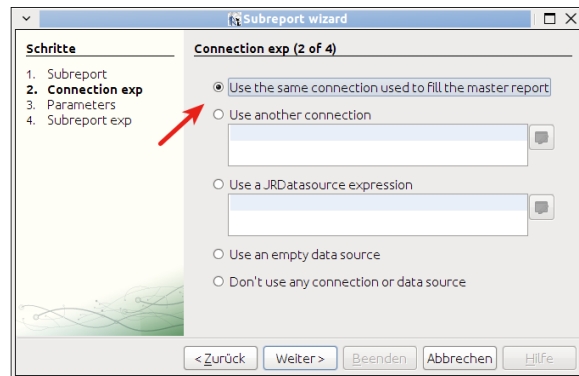 Subreport wizard
Schritte
1. Subreport
2. Connection exp
3. Parameters
4. Subreport exp
Connection exp (2 of 4)
Use the same connection used to fill the master report
Use another connection
Use a JRDatasource expression
Use an empty data source
Don't use any connection or data source
< Zurück
Weiter >
Beenden
Abbrechen
Hilfe